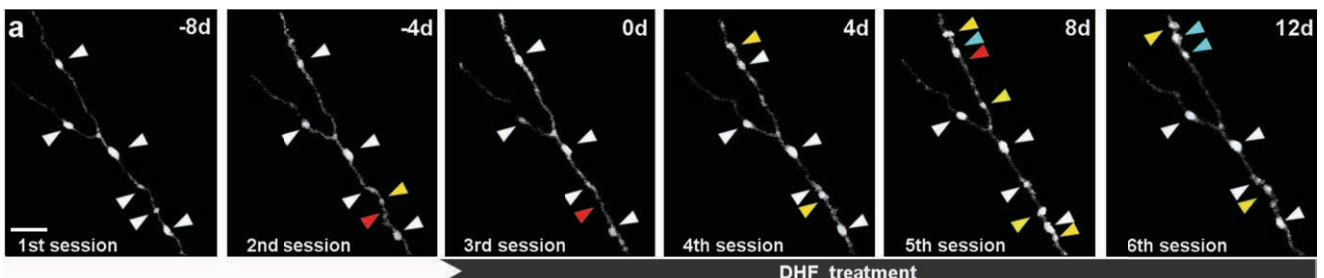 a
-8d
-4d
0d
4d
8d
12d
1st session
2nd session
3rd session
4th session
5th session
6th session
DHF treatment